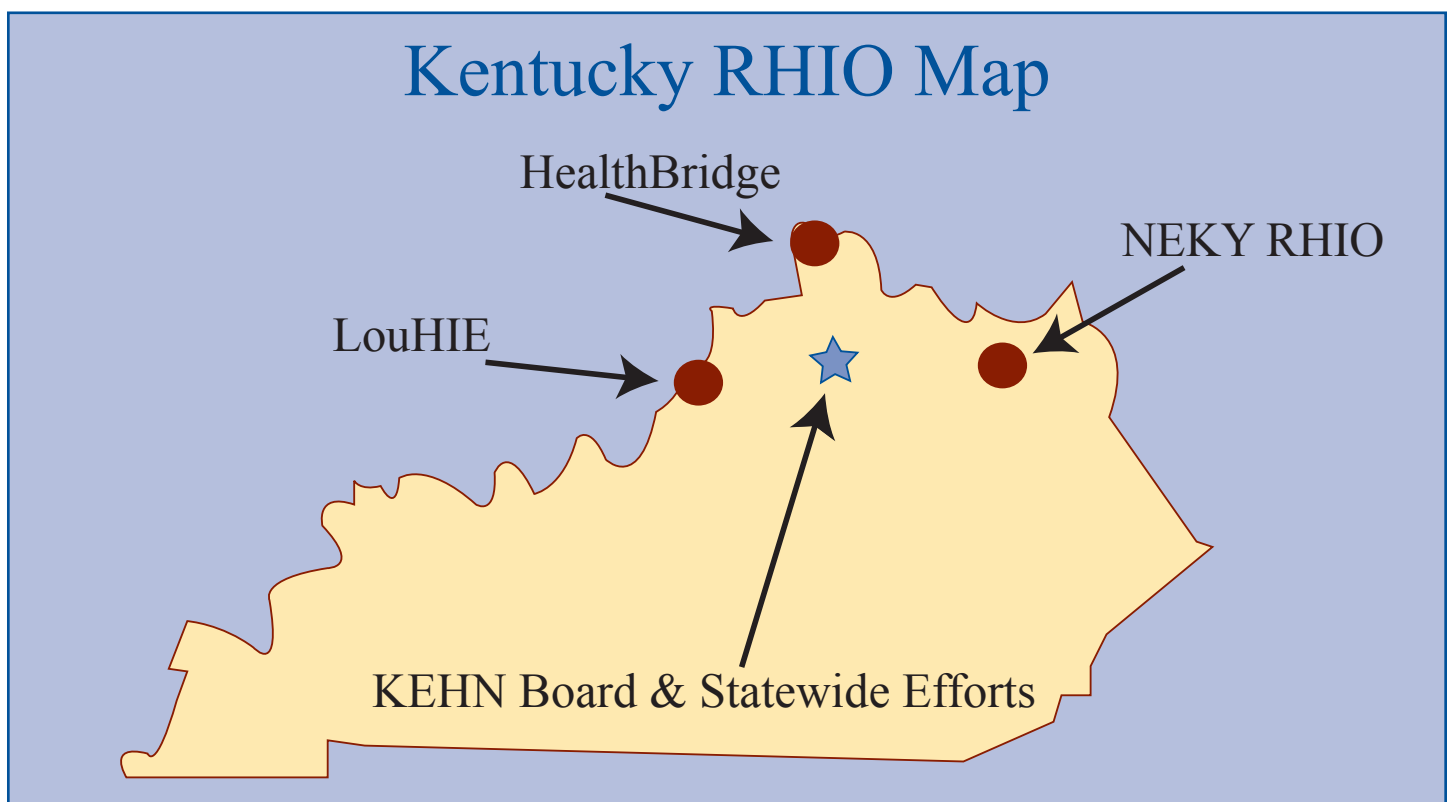 Kentucky RHIO Map
HealthBridge
NEKY RHIO
LouHIE
KEHN Board & Statewide Efforts